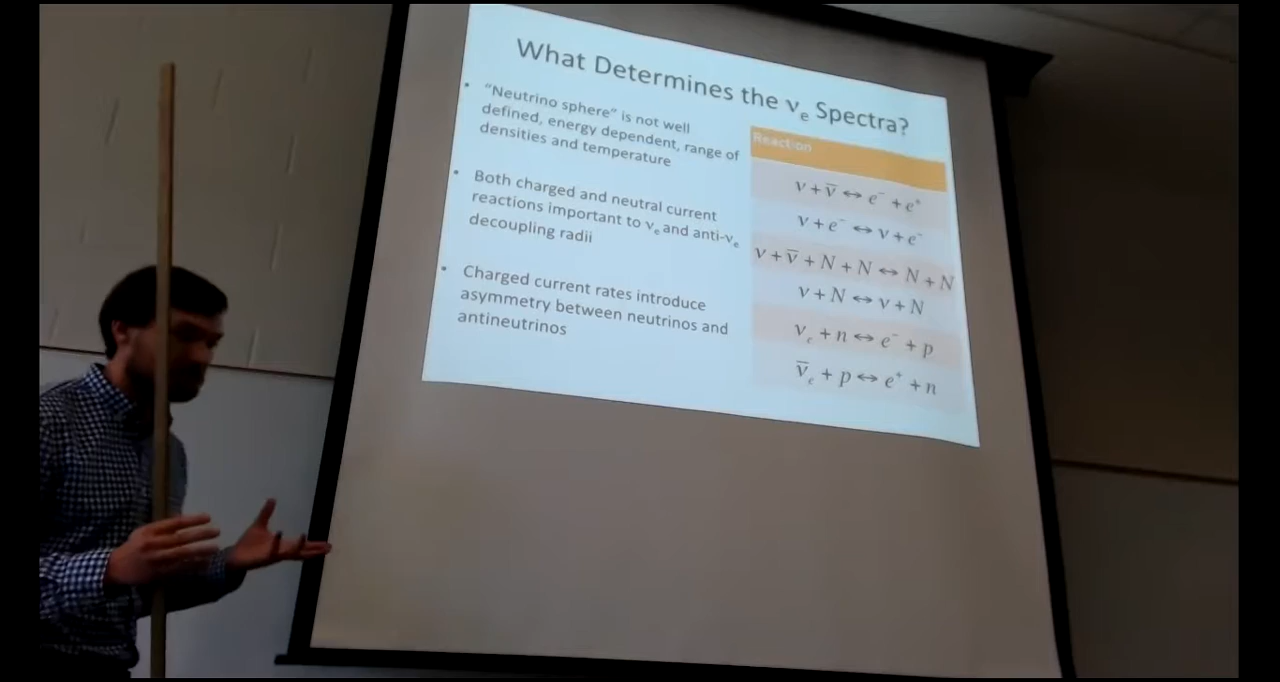 What Determines the νₑ Spectra?
• "Neutrino sphere" is not well
defined, energy dependent, range of
densities and temperature
• Both charged and neutral current
reactions important to νₑ and anti-νₑ
decoupling radii
• Charged current rates introduce
asymmetry between neutrinos and
antineutrinos
Reaction
ν + ν̄ ↔ e⁻ + e⁺
ν + e⁻ ↔ ν + e⁻
ν + ν̄ + N + N ↔ N + N
ν + N ↔ ν + N
νₑ + n ↔ e⁻ + p
ν̄ₑ + p ↔ e⁺ + n